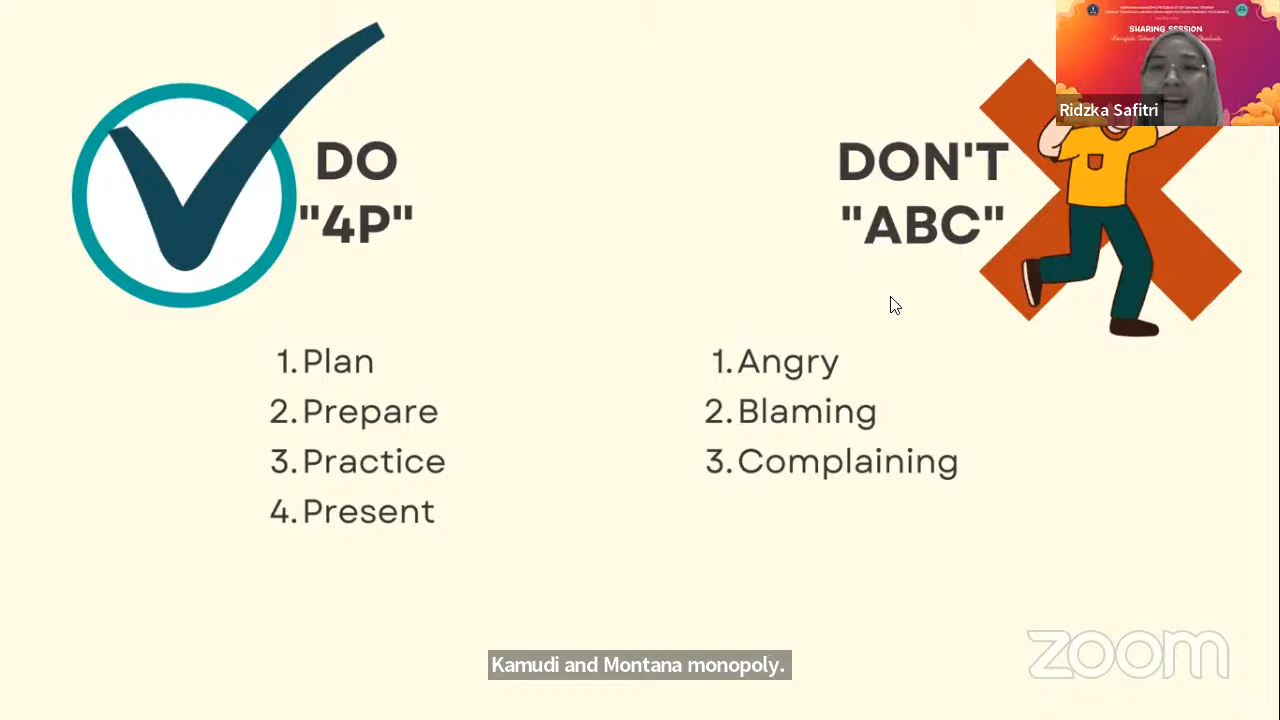 DO
"4P"
1. Plan
2. Prepare
3. Practice
4. Present
DON'T
"ABC"
1. Angry
2. Blaming
3. Complaining
SHARING SESSION
Ridzka Safitri
Kamudi and Montana monopoly.
zoom